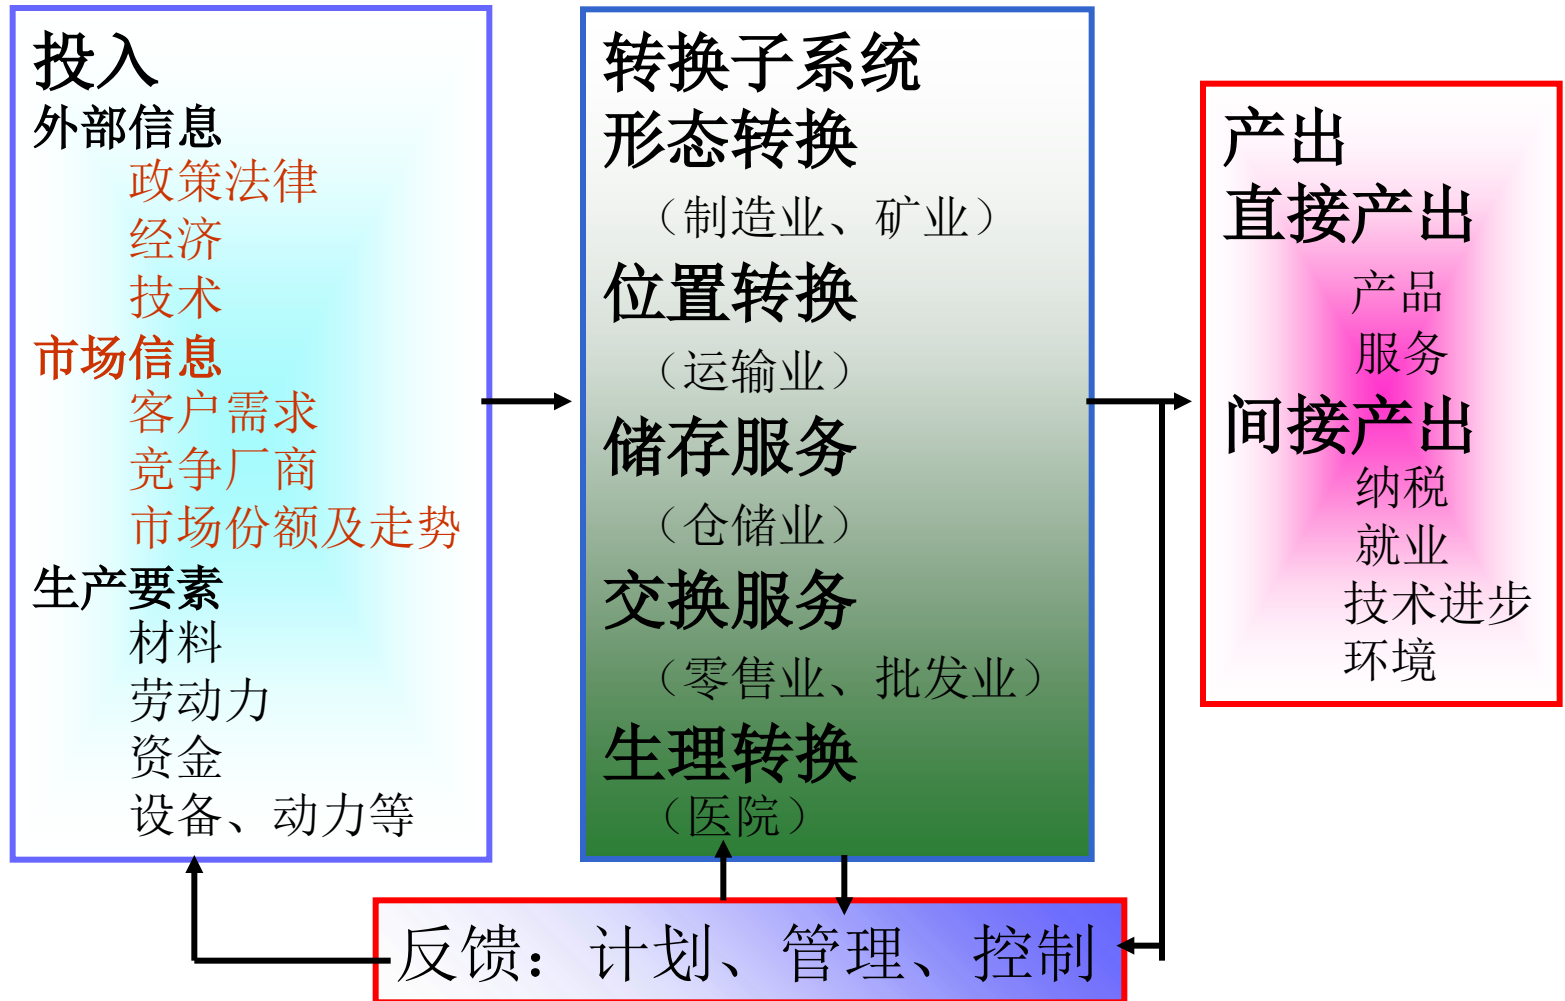 投入
外部信息
政策法律
经济
技术
市场信息
客户需求
竞争厂商
市场份额及走势
生产要素
材料
劳动力
资金
设备、动力等
转换子系统
形态转换
（制造业、矿业）
位置转换
（运输业）
储存服务
（仓储业）
交换服务
（零售业、批发业）
生理转换
（医院）
产出
直接产出
产品
服务
间接产出
纳税
就业
技术进步
环境
反馈：计划、管理、控制